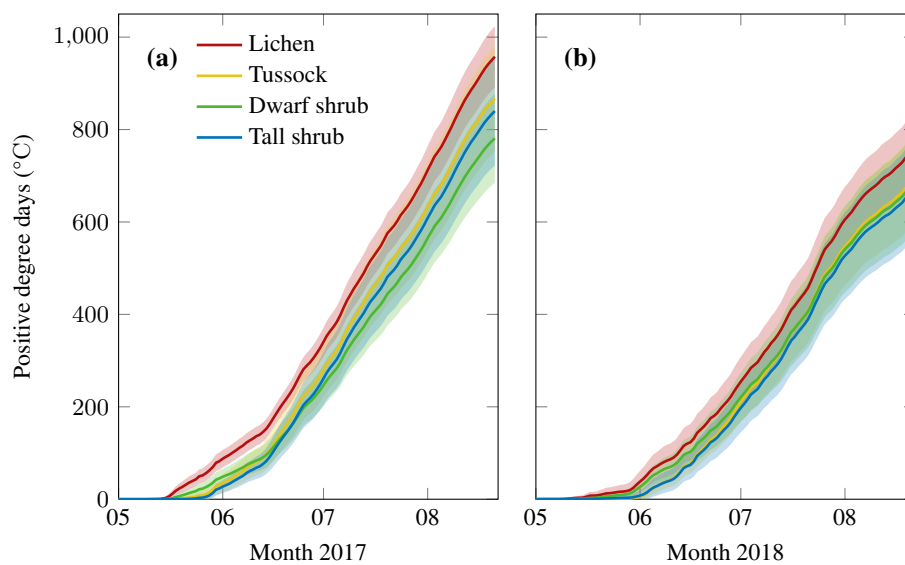 1,000
800
600
400
200
0
Positive degree days (°C)
(a)
Lichen
Tussock
Dwarf shrub
Tall shrub
05
06
07
08
Month 2017
(b)
05
06
07
08
Month 2018